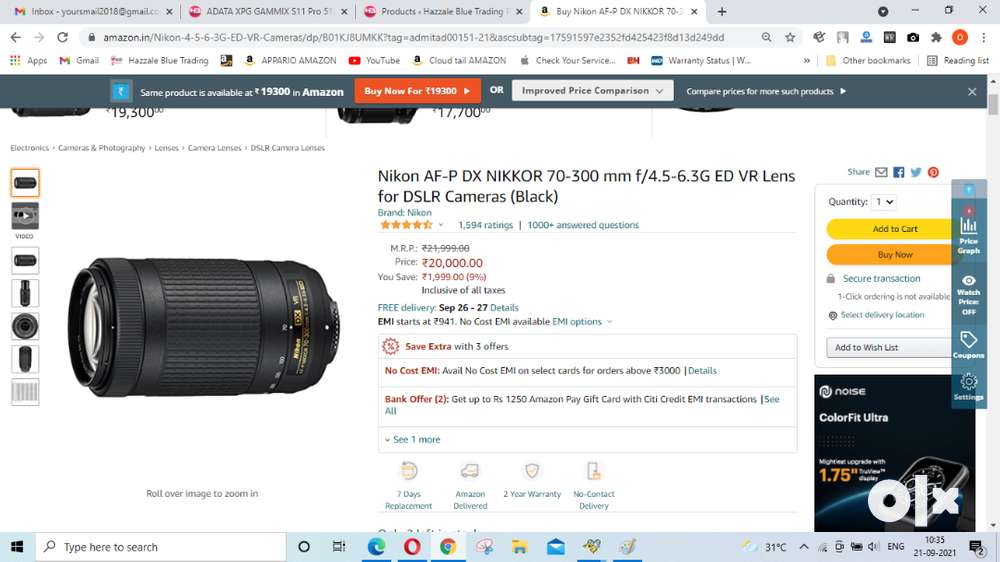 Inbox - yoursmail2018@gmail.co
ADATA XPG GAMMIX S11 Pro 51
Products ‹ Hazzale Blue Trading
Buy Nikon AF-P DX NIKKOR 70-3
amazon.in/Nikon-4-5-6-3G-ED-VR-Cameras/dp/B01KJ8UMKK?tag=admitad00151-21&ascsubtag=17591597e2352fd425423f8d13d249dd
Apps
Gmail
Hazzale Blue Trading
APPARIO AMAZON
YouTube
Cloud tail AMAZON
Check Your Service...
BH
Warranty Status | W...
»
Other bookmarks
Reading list
Same product is available at ₹19300 in Amazon
Buy Now For ₹19300
OR
Improved Price Comparison
Compare prices for more such products
₹19,300⁰⁰
₹17,700⁰⁰
Electronics › Cameras & Photography › Lenses › Camera Lenses › DSLR Camera Lenses
VIDEO
Roll over image to zoom in
Nikon AF-P DX NIKKOR 70-300 mm f/4.5-6.3G ED VR Lens
for DSLR Cameras (Black)
Brand: Nikon
1,594 ratings | 1000+ answered questions
M.R.P.: ₹21,999.00
Price: ₹20,000.00
You Save: ₹1,999.00 (9%)
Inclusive of all taxes
FREE delivery: Sep 26 - 27 Details
EMI starts at ₹941. No Cost EMI available EMI options
Save Extra with 3 offers
No Cost EMI: Avail No Cost EMI on select cards for orders above ₹3000 | Details
Bank Offer (2): Get up to Rs 1250 Amazon Pay Gift Card with Citi Credit EMI transactions | See
All
See 1 more
7 Days
Replacement
Amazon
Delivered
2 Year Warranty
No-Contact
Delivery
Share
Quantity: 1
Add to Cart
Buy Now
Secure transaction
1-Click ordering is not available
Select delivery location
Add to Wish List
Price
Graph
Watch
Price:
OFF
Coupons
Settings
noise
ColorFit Ultra
Mightiest upgrade with
1.75" TruView™
display
olx
Type here to search
31°C
ENG
10:35
21-09-2021
2